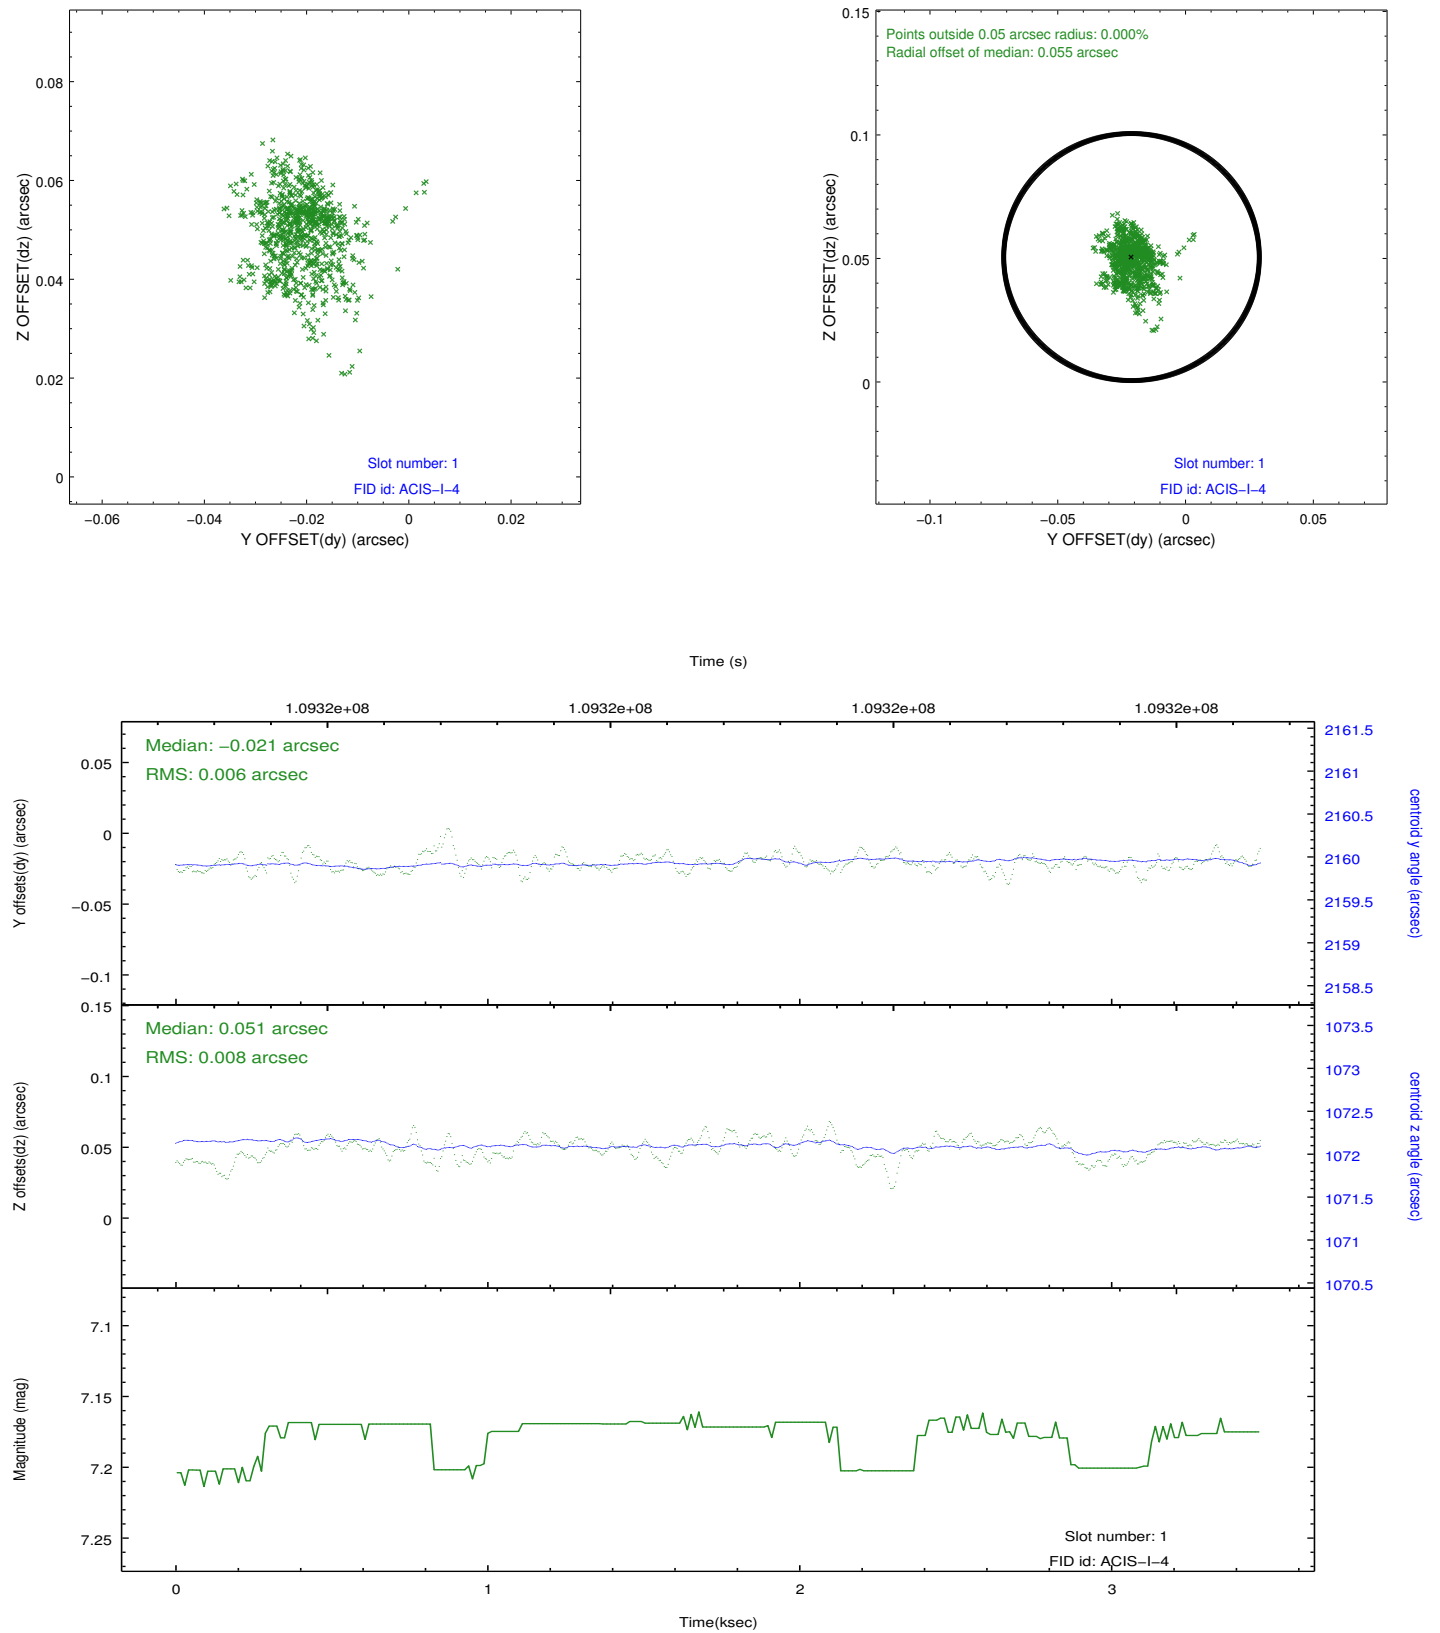 0.08
0.06
0.04
0.02
0
Z OFFSET(dz) (arcsec)
Slot number: 1
FID id: ACIS−I−4
−0.06 −0.04 −0.02 0 0.02
Y OFFSET(dy) (arcsec)
0.15
0.1
0.05
0
Z OFFSET(dz) (arcsec)
Points outside 0.05 arcsec radius: 0.000%
Radial offset of median: 0.055 arcsec
Slot number: 1
FID id: ACIS−I−4
−0.1 −0.05 0 0.05
Y OFFSET(dy) (arcsec)
Time (s)
1.0932e+08 1.0932e+08 1.0932e+08 1.0932e+08
Median: −0.021 arcsec
RMS: 0.006 arcsec
0.05
0
−0.05
−0.1
Y offsets(dy) (arcsec)
2161.5
2161
2160.5
2160
2159.5
2159
2158.5
centroid y angle (arcsec)
Median: 0.051 arcsec
RMS: 0.008 arcsec
0.15
0.1
0.05
0
Z offsets(dz) (arcsec)
1073.5
1073
1072.5
1072
1071.5
1071
1070.5
centroid z angle (arcsec)
7.1
7.15
7.2
7.25
Magnitude (mag)
Slot number: 1
FID id: ACIS−I−4
0 1 2 3
Time(ksec)